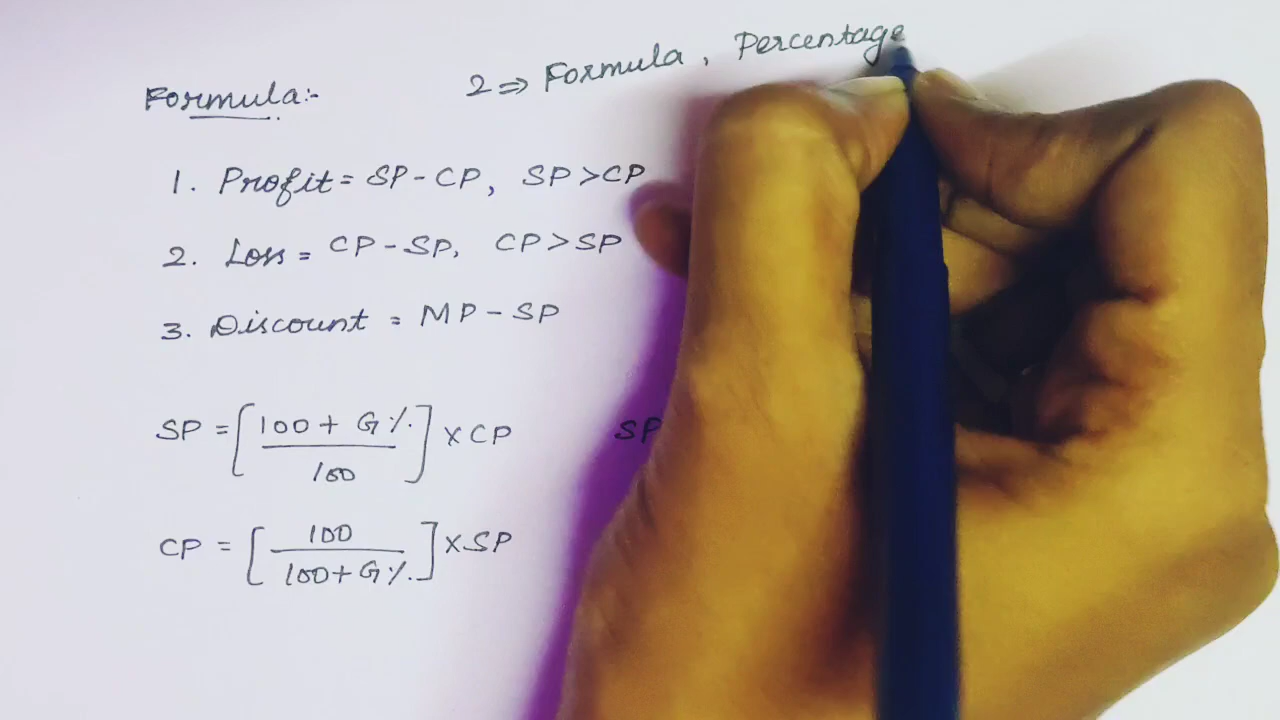 2 ⇒ Formula, Percentage
Formula:-
1. Profit = SP - CP, SP > CP
2. Loss = CP - SP, CP > SP
3. Discount = MP - SP
SP = [100 + G% / 100] × CP SP
CP = [100 / 100 + G%] × SP